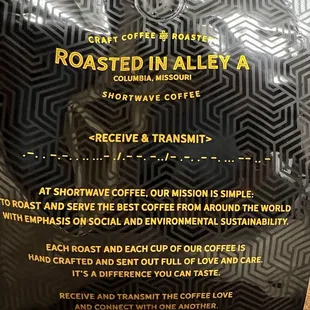 CRAFT COFFEE ROASTER
ROASTED IN ALLEY A
COLUMBIA, MISSOURI
SHORTWAVE COFFEE
<RECEIVE & TRANSMIT>
AT SHORTWAVE COFFEE, OUR MISSION IS SIMPLE:
TO ROAST AND SERVE THE BEST COFFEE FROM AROUND THE WORLD
WITH EMPHASIS ON SOCIAL AND ENVIRONMENTAL SUSTAINABILITY.
EACH ROAST AND EACH CUP OF OUR COFFEE IS
HAND CRAFTED AND SENT OUT FULL OF LOVE AND CARE.
IT'S A DIFFERENCE YOU CAN TASTE.
RECEIVE AND TRANSMIT THE COFFEE LOVE
AND CONNECT WITH ONE ANOTHER.